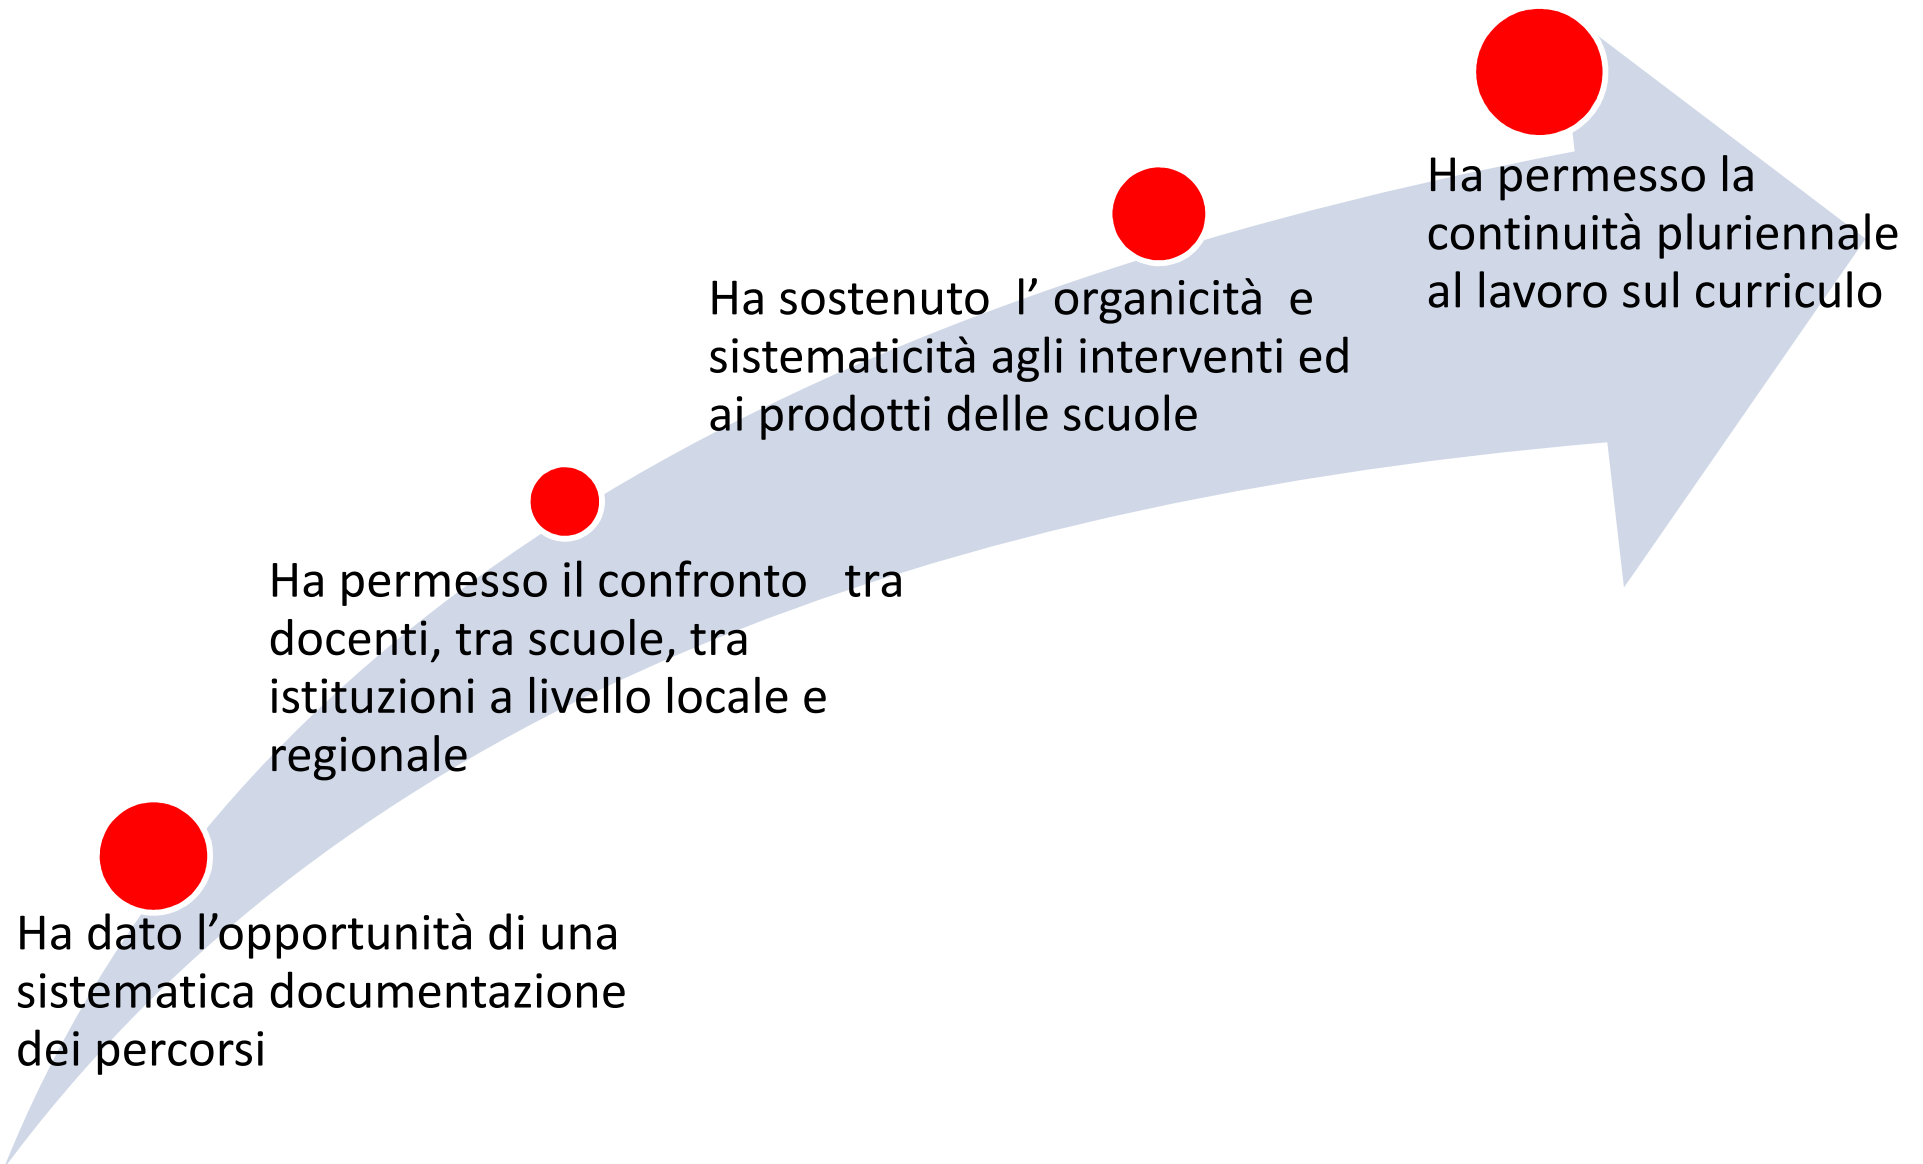 Ha permesso la
continuità pluriennale
al lavoro sul curriculo
Ha sostenuto l’ organicità e
sistematicità agli interventi ed
ai prodotti delle scuole
Ha permesso il confronto tra
docenti, tra scuole, tra
istituzioni a livello locale e
regionale
Ha dato l’opportunità di una
sistematica documentazione
dei percorsi